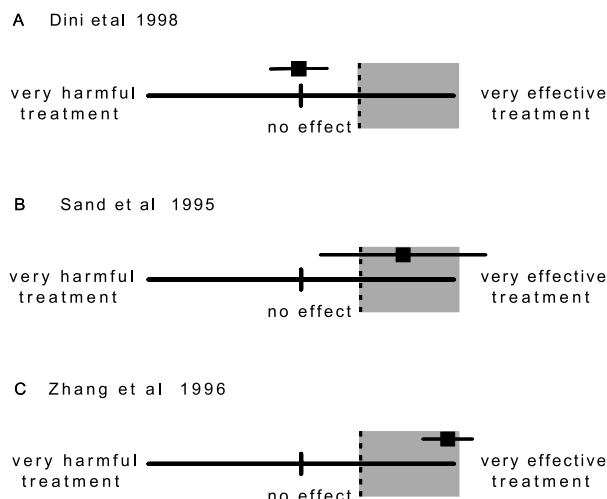 A Dini etal 1998
very harmful treatment
no effect
very effective treatment
B Sand et al 1995
very harmful treatment
no effect
very effective treatment
C Zhang et al 1996
very harmful treatment
no effect
very effective treatment